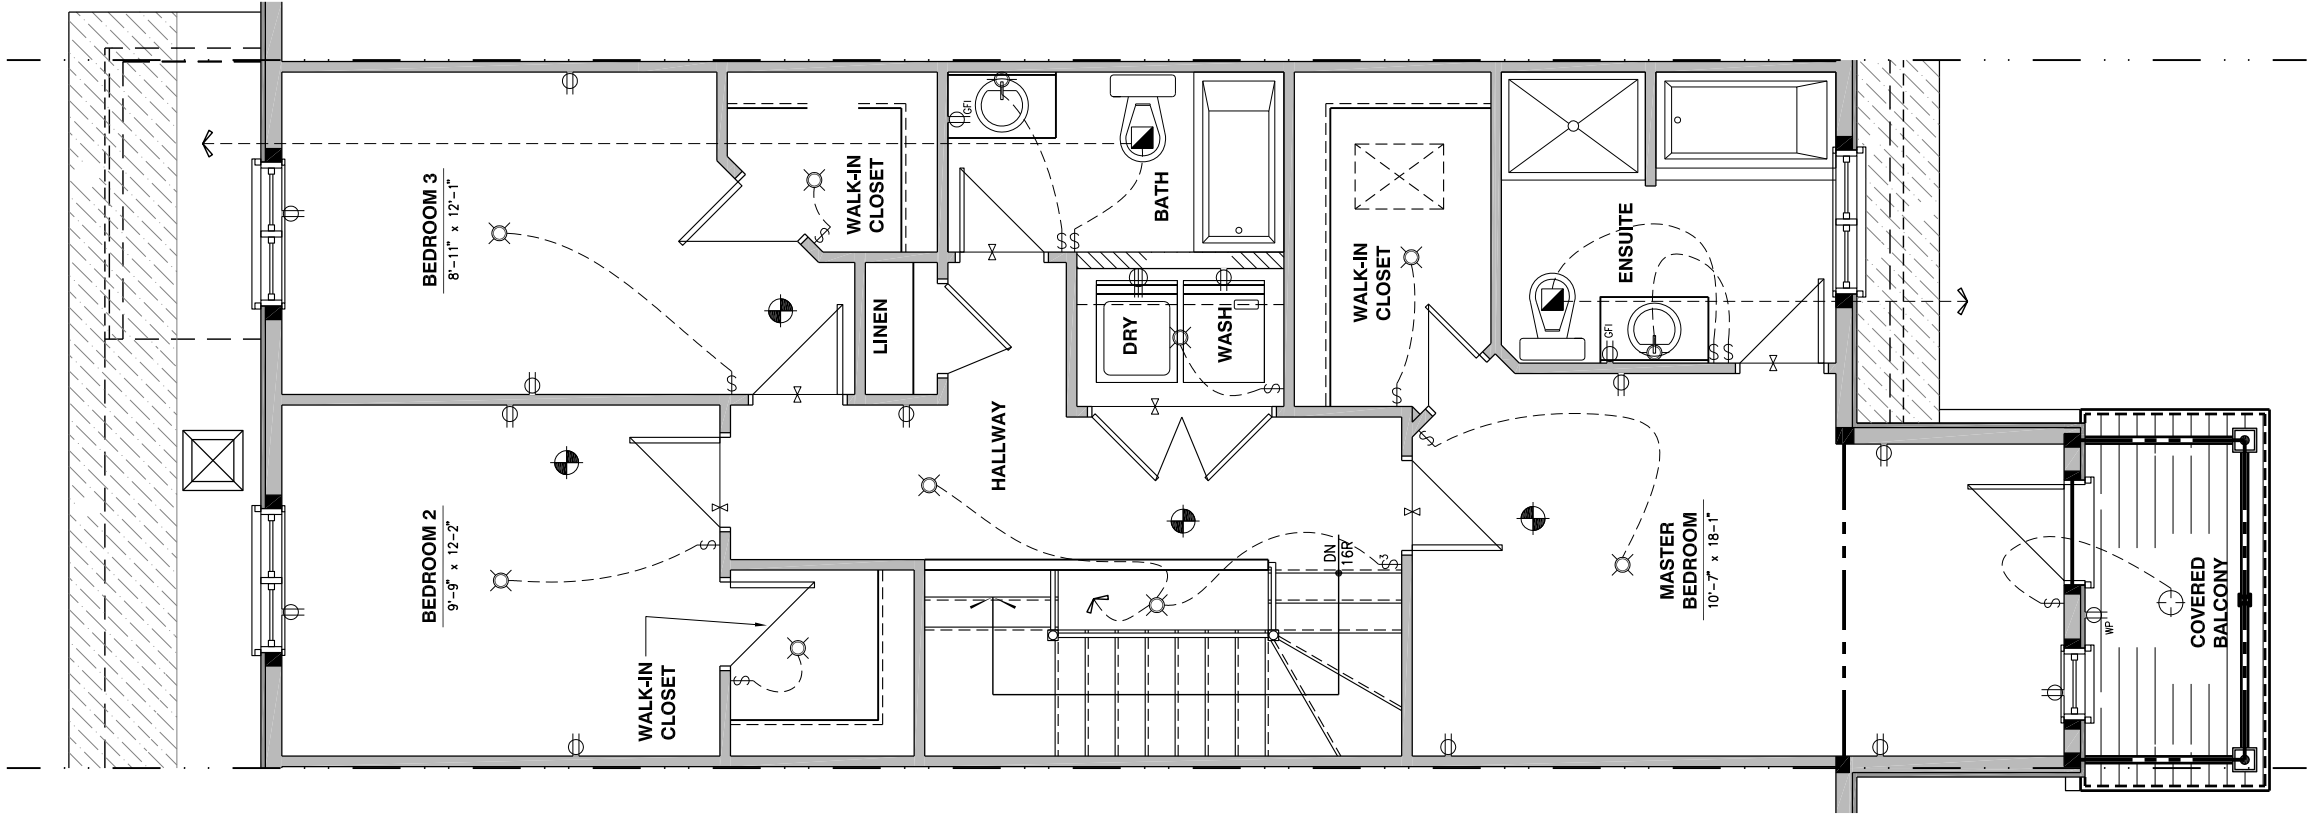 BEDROOM 3
8'-11" x 12'-1"
WALK-IN
CLOSET
GFI
BATH
LINEN
DRY
WASH
WALK-IN
CLOSET
ENSUITE
GFI
BEDROOM 2
9'-9" x 12'-2"
WALK-IN
CLOSET
HALLWAY
DN
16R
$3
MASTER
BEDROOM
10'-7" x 18'-1"
WP
COVERED
BALCONY
$
$
$
$
$
$
$
$
$
$
$
$
$